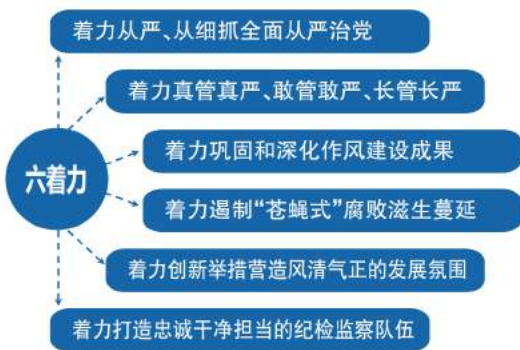 着力从严、从细抓全面从严治党
着力真管真严、敢管敢严、长管长严
着力巩固和深化作风建设成果
六着力
着力遏制“苍蝇式”腐败滋生蔓延
着力创新举措营造风清气正的发展氛围
着力打造忠诚干净担当的纪检监察队伍